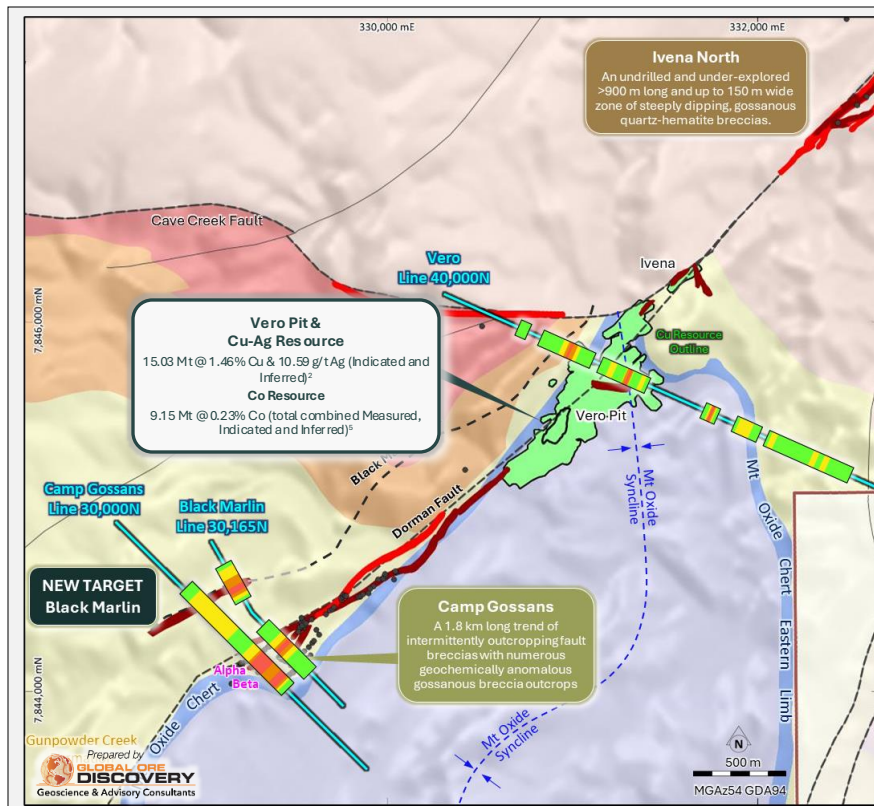 330,000 mE
332,000 mE
Ivena North
An undrilled and under-explored
>900 m long and up to 150 m wide
zone of steeply dipping, gossanous
quartz-hematite breccias.
Cave Creek Fault
Vero
Line 40,000N
Ivena
7,846,000 mN
Vero Pit &
Cu-Ag Resource
15.03 Mt @ 1.46% Cu & 10.59 g/t Ag (Indicated and
Inferred)²
Co Resource
9.15 Mt @ 0.23% Co (total combined Measured,
Indicated and Inferred)⁵
Cu Resource
Outline
Vero Pit
Black
Mt Oxide
Syncline
Dorman Fault
Camp Gossans
Line 30,000N
Black Marlin
Line 30,165N
Mt Oxide Chert Eastern Limb
NEW TARGET
Black Marlin
Camp Gossans
A 1.8 km long trend of
intermittently outcropping fault
breccias with numerous
geochemically anomalous
gossanous breccia outcrops
Alpha
Beta
7,844,000 mN
Oxide Chert
Mt Oxide
Syncline
Gunpowder Creek
Prepared by
GLOBAL ORE
DISCOVERY
Geoscience & Advisory Consultants
N
500 m
MGAz54 GDA94